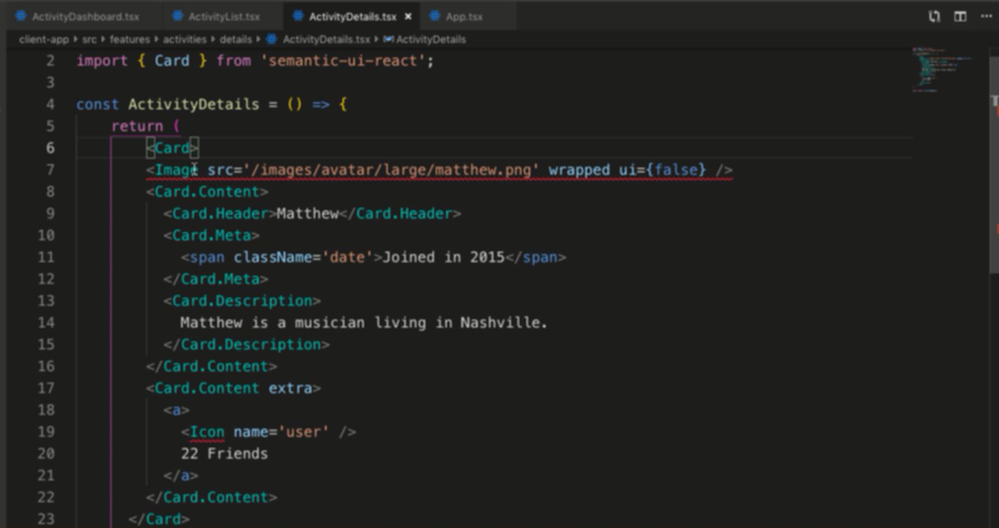 ActivityDashboard.tsx ActivityList.tsx ActivityDetails.tsx × App.tsx ...
client-app › src › features › activities › details › ActivityDetails.tsx › ActivityDetails
2 import { Card } from 'semantic-ui-react';
3
4 const ActivityDetails = () => {
5 return (
6 <Card>
7 <Image src='/images/avatar/large/matthew.png' wrapped ui={false} />
8 <Card.Content>
9 <Card.Header>Matthew</Card.Header>
10 <Card.Meta>
11 <span className='date'>Joined in 2015</span>
12 </Card.Meta>
13 <Card.Description>
14 Matthew is a musician living in Nashville.
15 </Card.Description>
16 </Card.Content>
17 <Card.Content extra>
18 <a>
19 <Icon name='user' />
20 22 Friends
21 </a>
22 </Card.Content>
23 </Card>